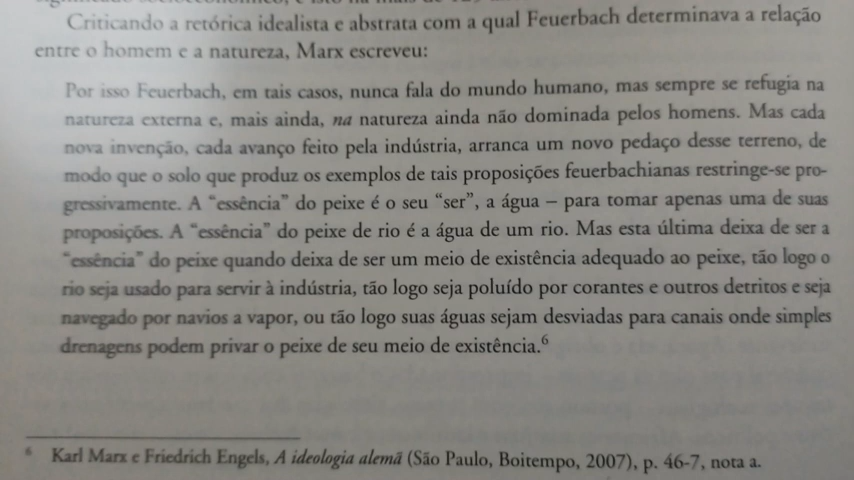 Criticando a retórica idealista e abstrata com a qual Feuerbach determinava a relação
entre o homem e a natureza, Marx escreveu:
Por isso Feuerbach, em tais casos, nunca fala do mundo humano, mas sempre se refugia na
natureza externa e, mais ainda, na natureza ainda não dominada pelos homens. Mas cada
nova invenção, cada avanço feito pela indústria, arranca um novo pedaço desse terreno, de
modo que o solo que produz os exemplos de tais proposições feuerbachianas restringe-se pro-
gressivamente. A “essência” do peixe é o seu “ser”, a água – para tomar apenas uma de suas
proposições. A “essência” do peixe de rio é a água de um rio. Mas esta última deixa de ser a
“essência” do peixe quando deixa de ser um meio de existência adequado ao peixe, tão logo o
rio seja usado para servir à indústria, tão logo seja poluído por corantes e outros detritos e seja
navegado por navios a vapor, ou tão logo suas águas sejam desviadas para canais onde simples
drenagens podem privar o peixe de seu meio de existência.6
6 Karl Marx e Friedrich Engels, A ideologia alemã (São Paulo, Boitempo, 2007), p. 46-7, nota a.